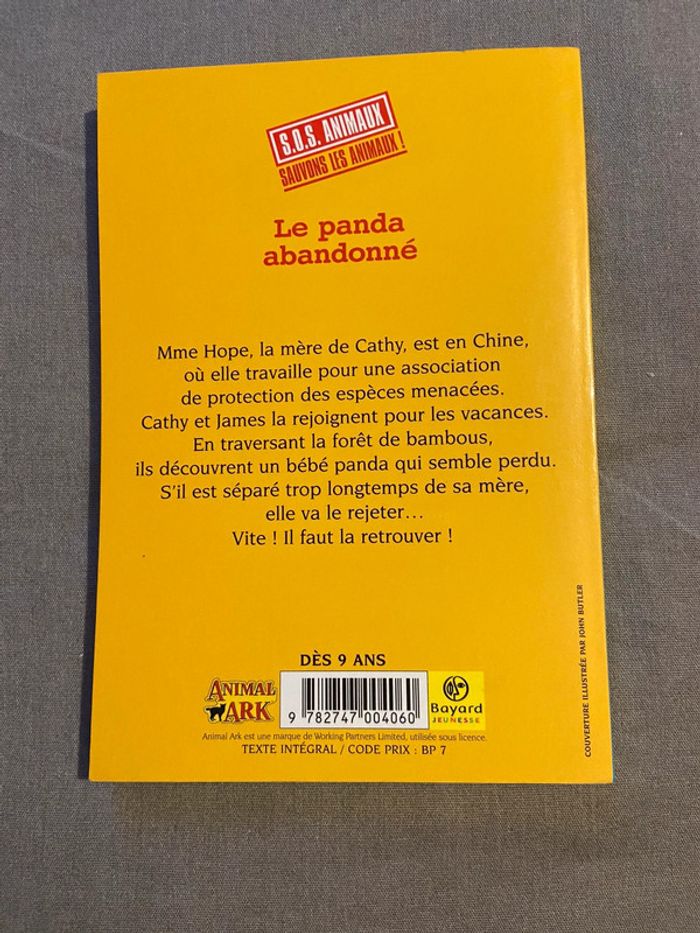 S.O.S. ANIMAUX
SAUVONS LES ANIMAUX !
Le panda
abandonné
Mme Hope, la mère de Cathy, est en Chine,
où elle travaille pour une association
de protection des espèces menacées.
Cathy et James la rejoignent pour les vacances.
En traversant la forêt de bambous,
ils découvrent un bébé panda qui semble perdu.
S'il est séparé trop longtemps de sa mère,
elle va le rejeter...
Vite ! Il faut la retrouver !
DÈS 9 ANS
ANIMAL
ARK
9 782747 004060
Bayard
JEUNESSE
Animal Ark est une marque de Working Partners Limited, utilisée sous licence.
TEXTE INTÉGRAL / CODE PRIX : BP 7
COUVERTURE ILLUSTRÉE PAR JOHN BUTLER